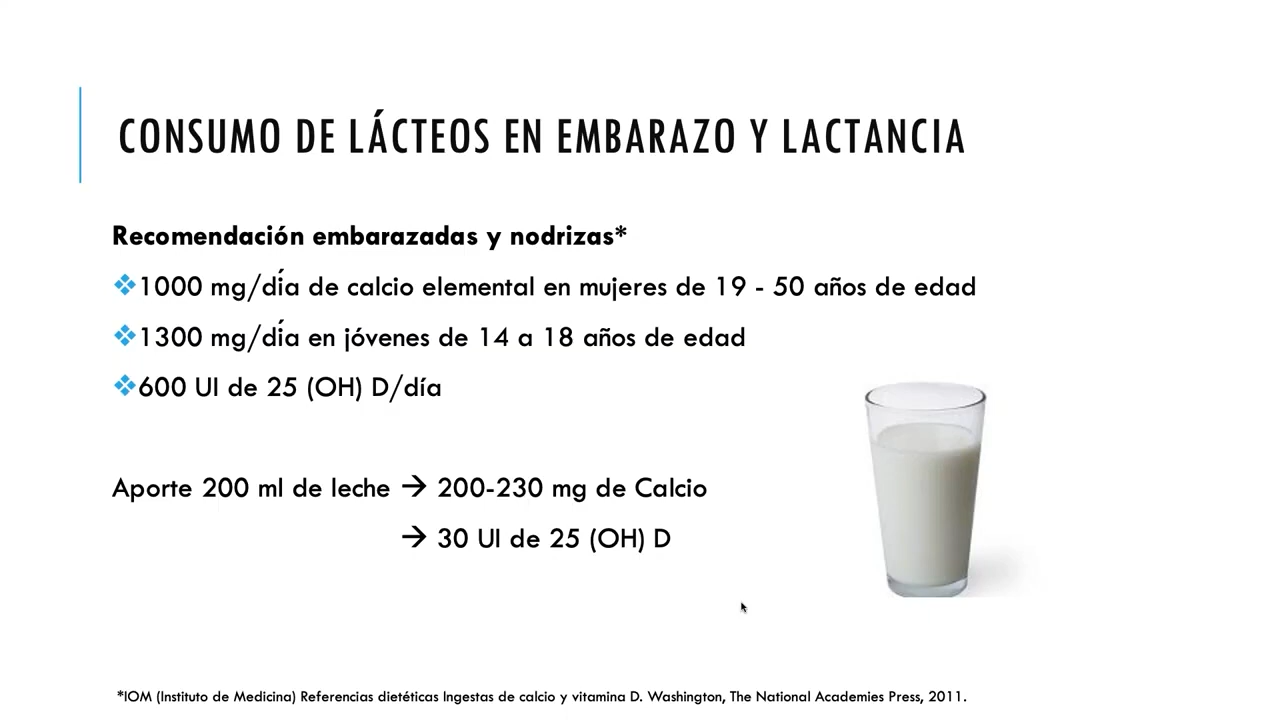 CONSUMO DE LÁCTEOS EN EMBARAZO Y LACTANCIA
Recomendación embarazadas y nodrizas*
❖1000 mg/día de calcio elemental en mujeres de 19 - 50 años de edad
❖1300 mg/día en jóvenes de 14 a 18 años de edad
❖600 UI de 25 (OH) D/día
Aporte 200 ml de leche → 200-230 mg de Calcio
→ 30 UI de 25 (OH) D
*IOM (Instituto de Medicina) Referencias dietéticas Ingestas de calcio y vitamina D. Washington, The National Academies Press, 2011.